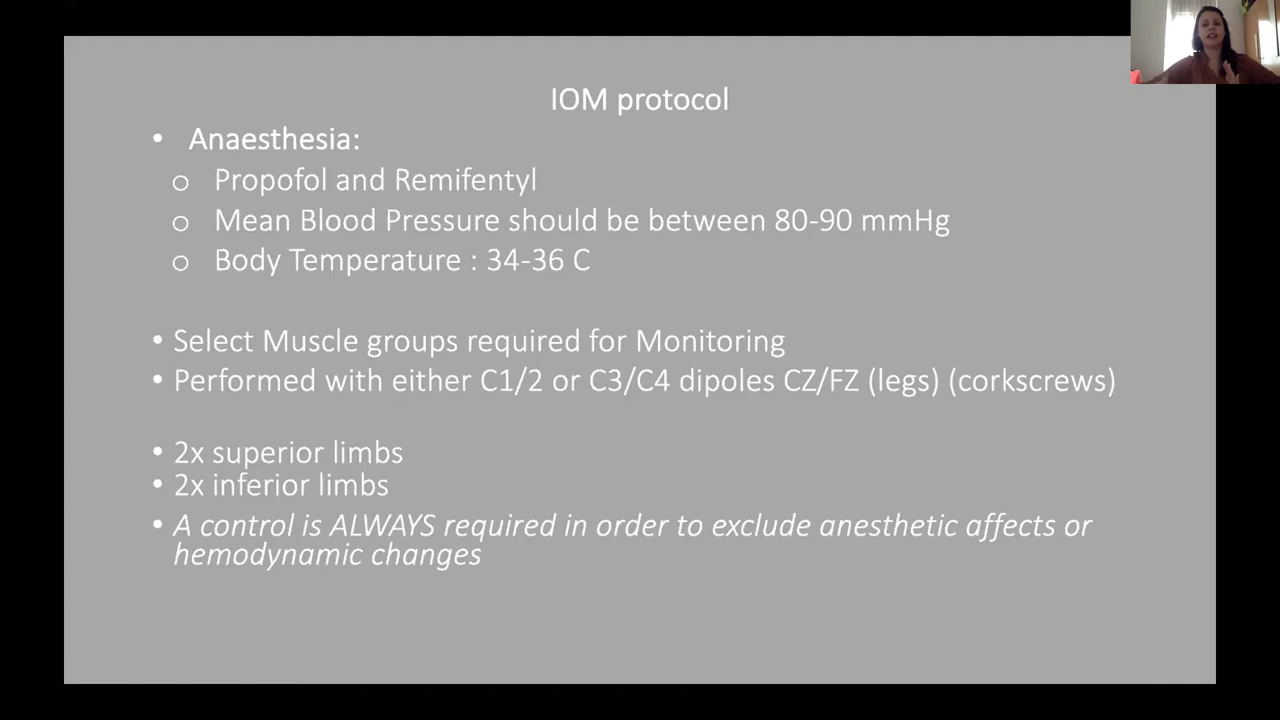 IOM protocol
• Anaesthesia:
o Propofol and Remifentyl
o Mean Blood Pressure should be between 80-90 mmHg
o Body Temperature : 34-36 C
• Select Muscle groups required for Monitoring
• Performed with either C1/2 or C3/C4 dipoles CZ/FZ (legs) (corkscrews)
• 2x superior limbs
• 2x inferior limbs
• A control is ALWAYS required in order to exclude anesthetic affects or
hemodynamic changes